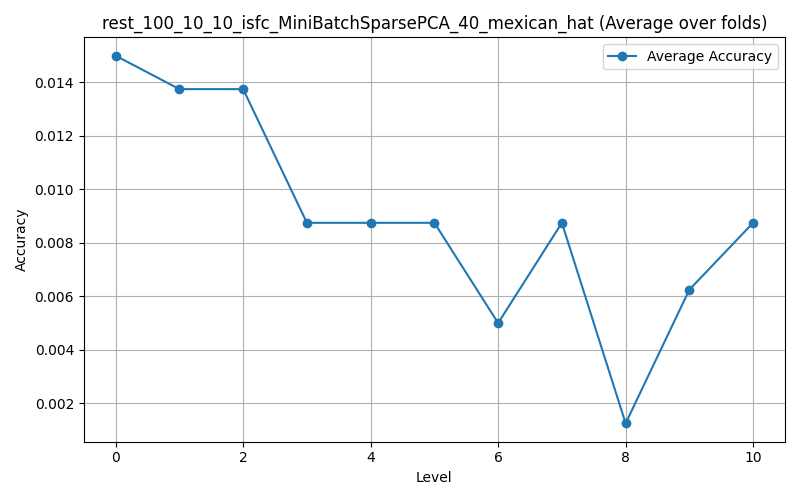 rest_100_10_10_isfc_MiniBatchSparsePCA_40_mexican_hat (Average over folds)
Average Accuracy
0.014
0.012
0.010
0.008
0.006
0.004
0.002
Accuracy
0 2 4 6 8 10
Level